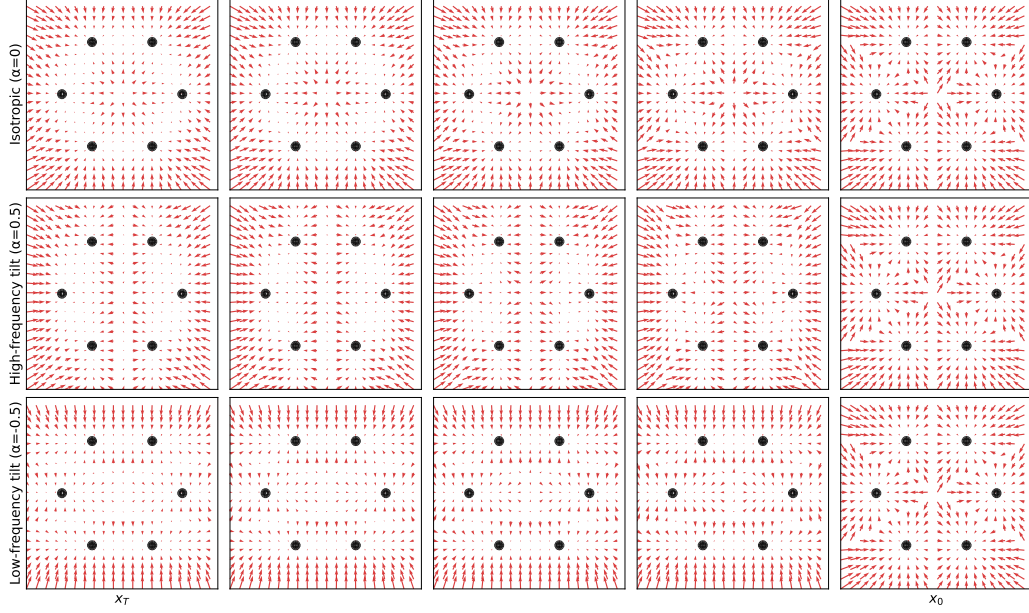 Isotropic (α=0)
High-frequency tilt (α=0.5)
Low-frequency tilt (α=-0.5)
x_T
x_0